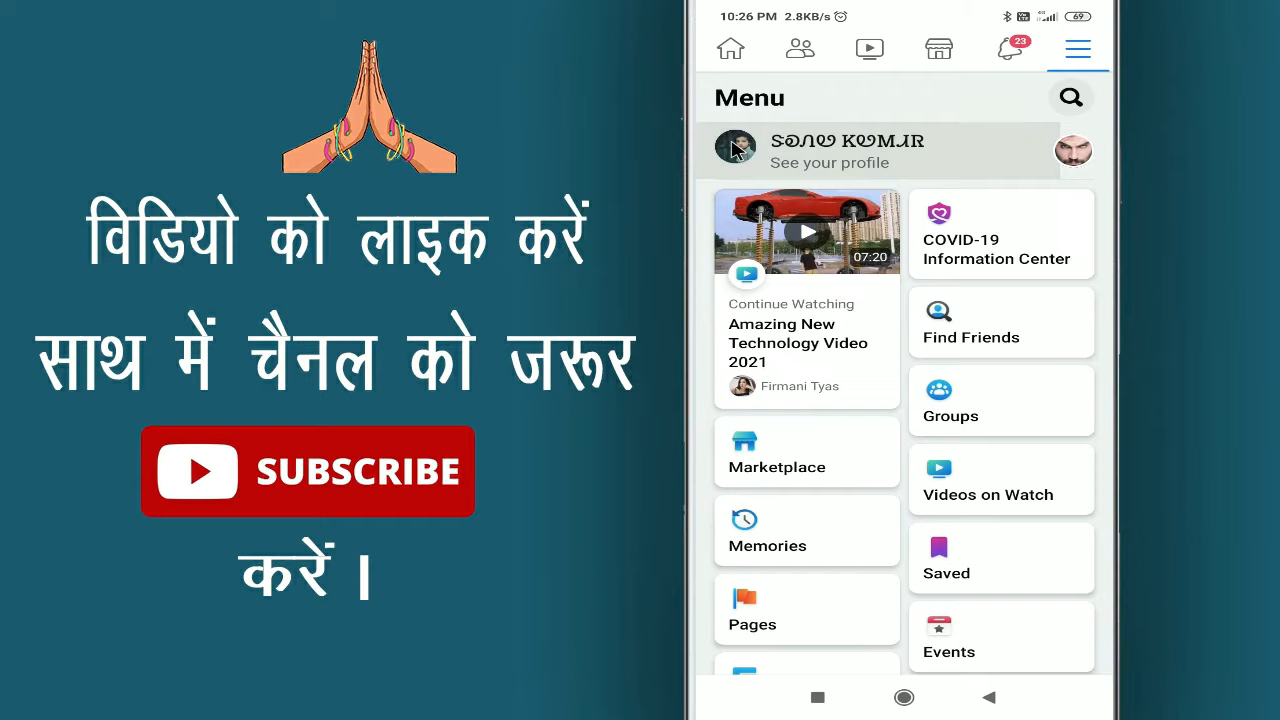 विडियो को लाइक करें
साथ में चैनल को जरूर
SUBSCRIBE
करें ।
10:26 PM 2.8KB/s
69
23
Menu
See your profile
07:20
Continue Watching
Amazing New
Technology Video
2021
Firmani Tyas
Marketplace
Memories
Pages
COVID-19
Information Center
Find Friends
Groups
Videos on Watch
Saved
Events